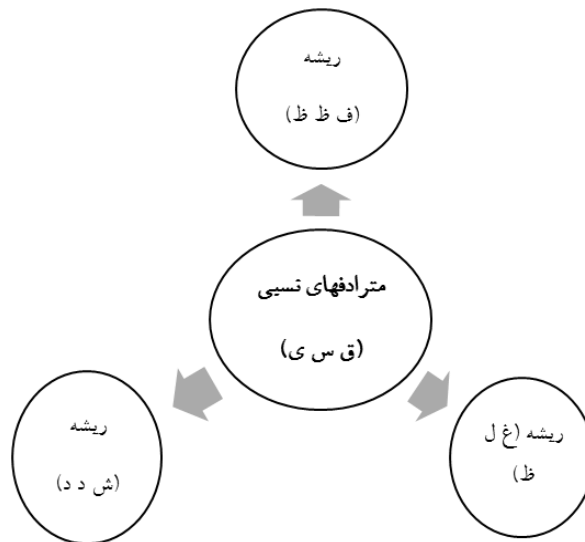 ریشه
(ف ظ ظ)
مترادفهای نسبی
(ق س ی)
ریشه (غ ل
ظ)
ریشه
(ش د د)